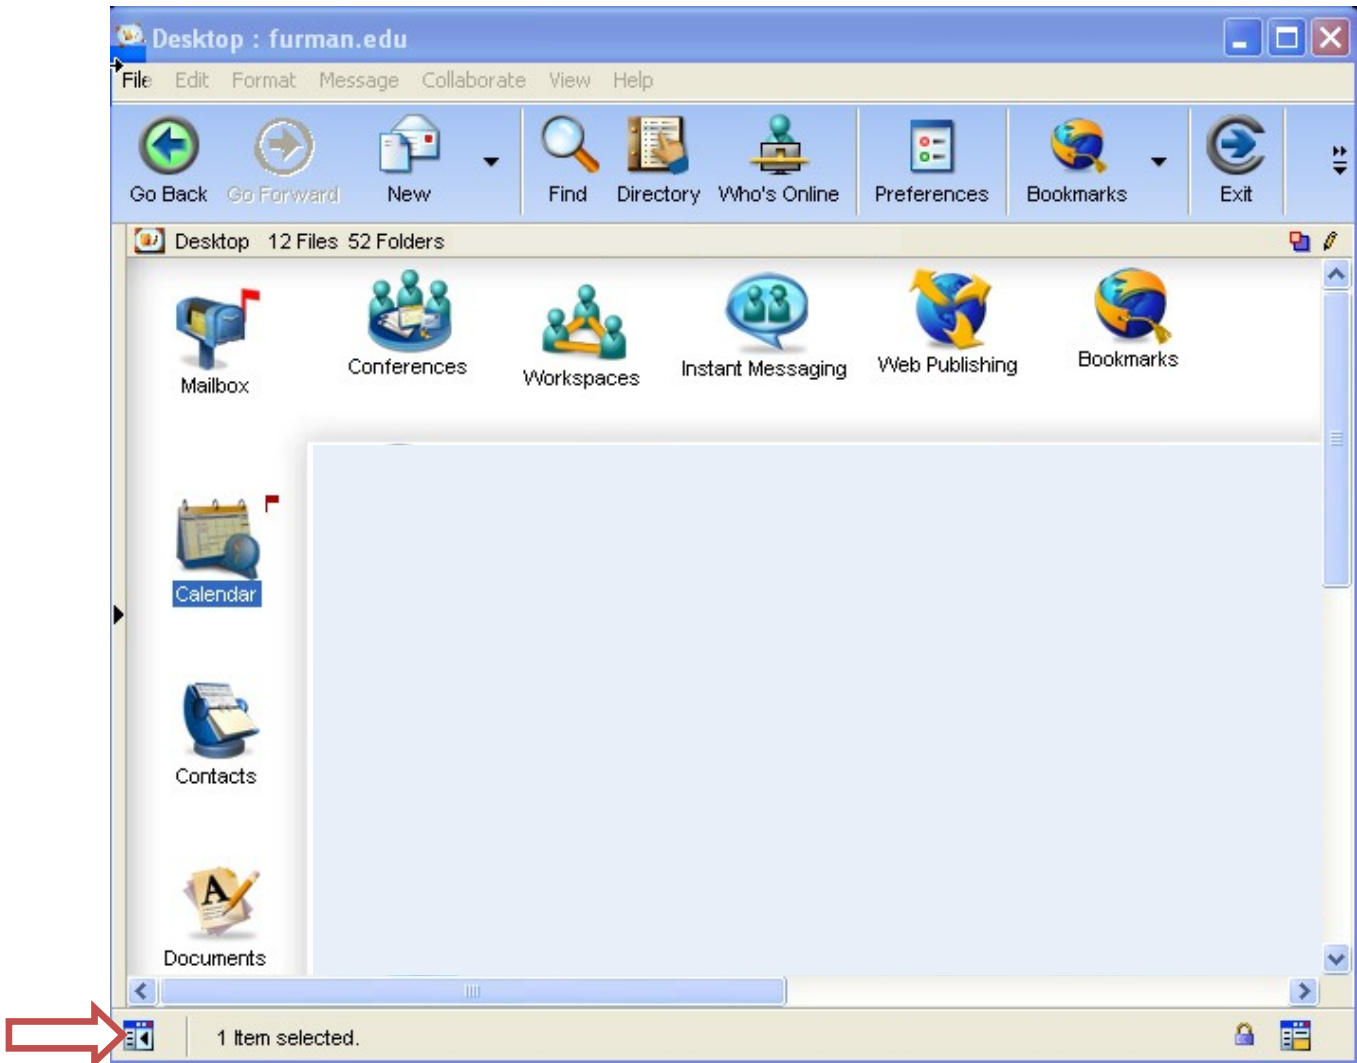 Desktop : furman.edu
File Edit Format Message Collaborate View Help
Go Back Go Forward New Find Directory Who's Online Preferences Bookmarks Exit
Desktop 12 Files 52 Folders
Mailbox Conferences Workspaces Instant Messaging Web Publishing Bookmarks
Calendar
Contacts
Documents
1 Item selected.